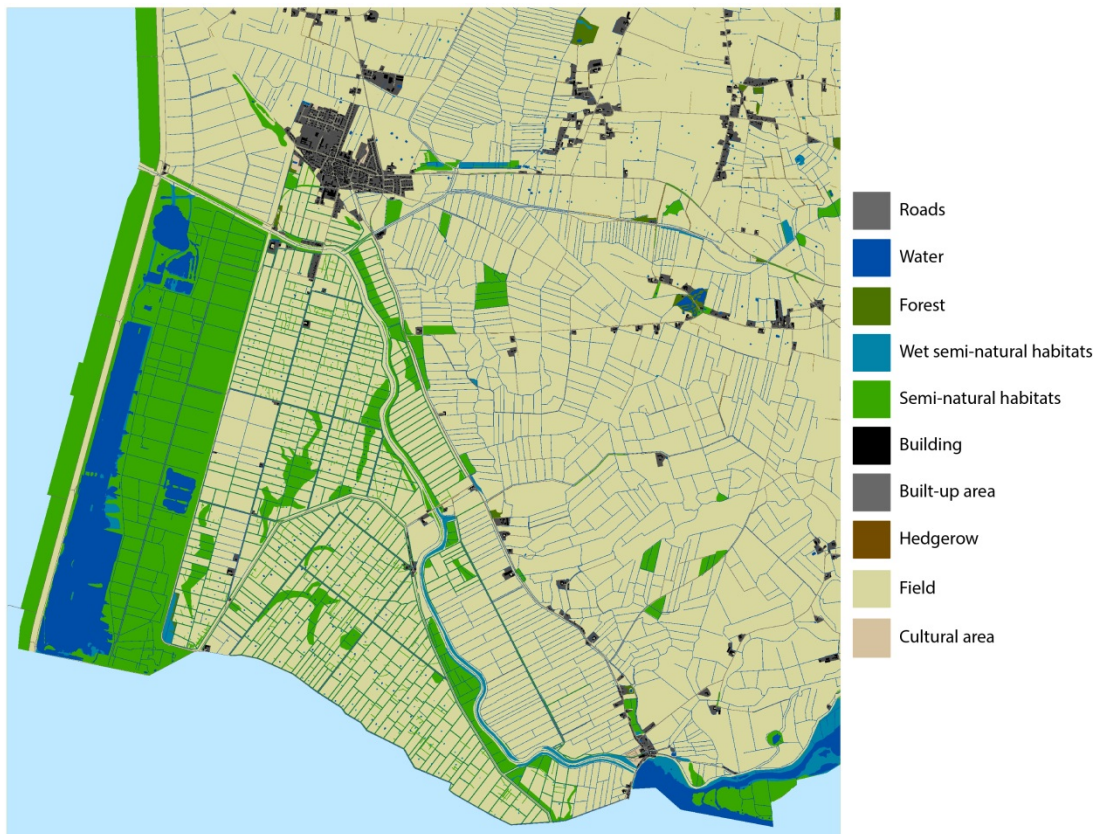 Roads
Water
Forest
Wet semi-natural habitats
Semi-natural habitats
Building
Built-up area
Hedgerow
Field
Cultural area